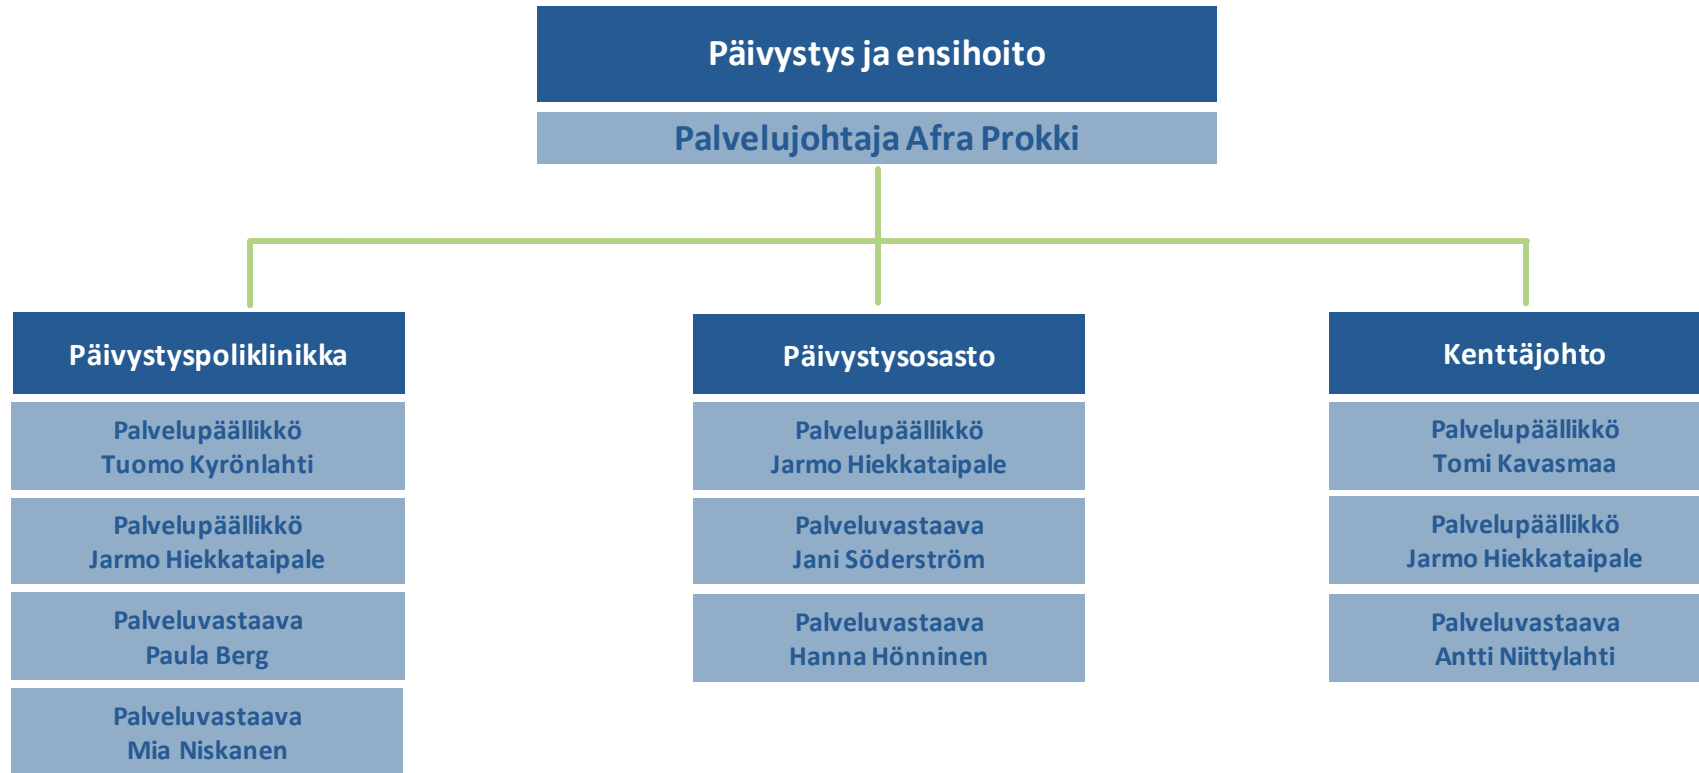 Päivystys ja ensihoito
Palvelujohtaja Afra Prokki
Päivystyspoliklinikka
Palvelupäällikkö
Tuomo Kyrönlahti
Palvelupäällikkö
Jarmo Hiekkataipale
Palveluvastaava
Paula Berg
Palveluvastaava
Mia Niskanen
Päivystysosasto
Palvelupäällikkö
Jarmo Hiekkataipale
Palveluvastaava
Jani Söderström
Palveluvastaava
Hanna Hönninen
Kenttäjohto
Palvelupäällikkö
Tomi Kavasmaa
Palvelupäällikkö
Jarmo Hiekkataipale
Palveluvastaava
Antti Niittylahti